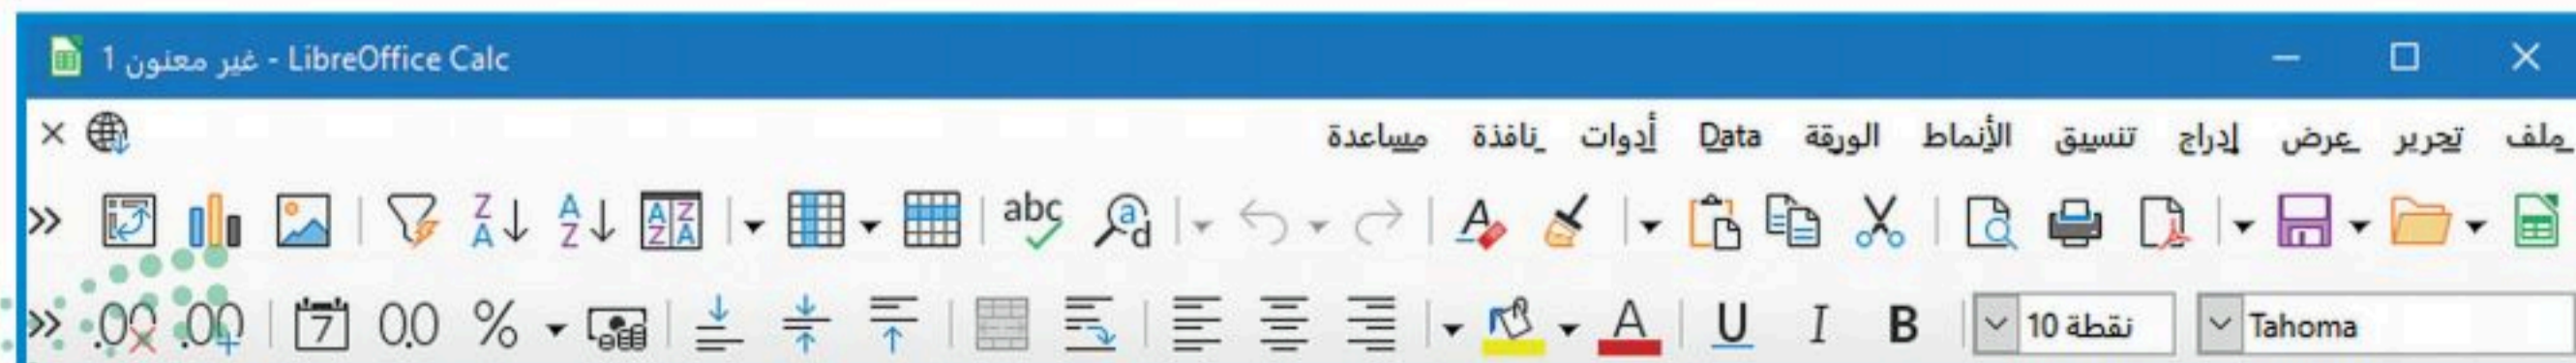 غير معنون 1 - LibreOffice Calc
ملف تحرير عرض إدراج تنسيق الأنماط الورقة Data أدوات نافذة مساعدة
abc
Tahoma نقطة 10 B I U A % 0.0 7 .00 .00